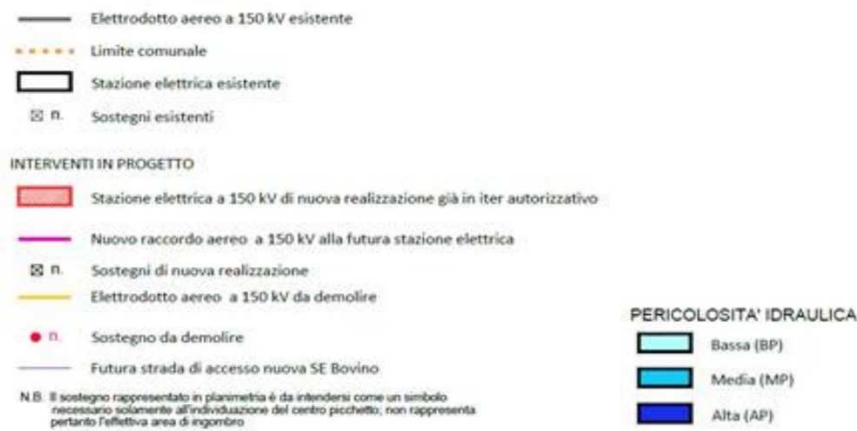 Elettrodotto aereo a 150 kV esistente
Limite comunale
Stazione elettrica esistente
n. Sostegni esistenti
INTERVENTI IN PROGETTO
Stazione elettrica a 150 kV di nuova realizzazione già in iter autorizzativo
Nuovo raccordo aereo a 150 kV alla futura stazione elettrica
n. Sostegni di nuova realizzazione
Elettrodotto aereo a 150 kV da demolire
n. Sostegno da demolire
Futura strada di accesso nuova SE Bovino
N.B. Il sostegno rappresentato in planimetria è da intendersi come un simbolo
necessario solamente all'individuazione del centro picchetto; non rappresenta
pertanto l'effettiva area di ingombro
PERICOLOSITA' IDRAULICA
Bassa (BP)
Media (MP)
Alta (AP)